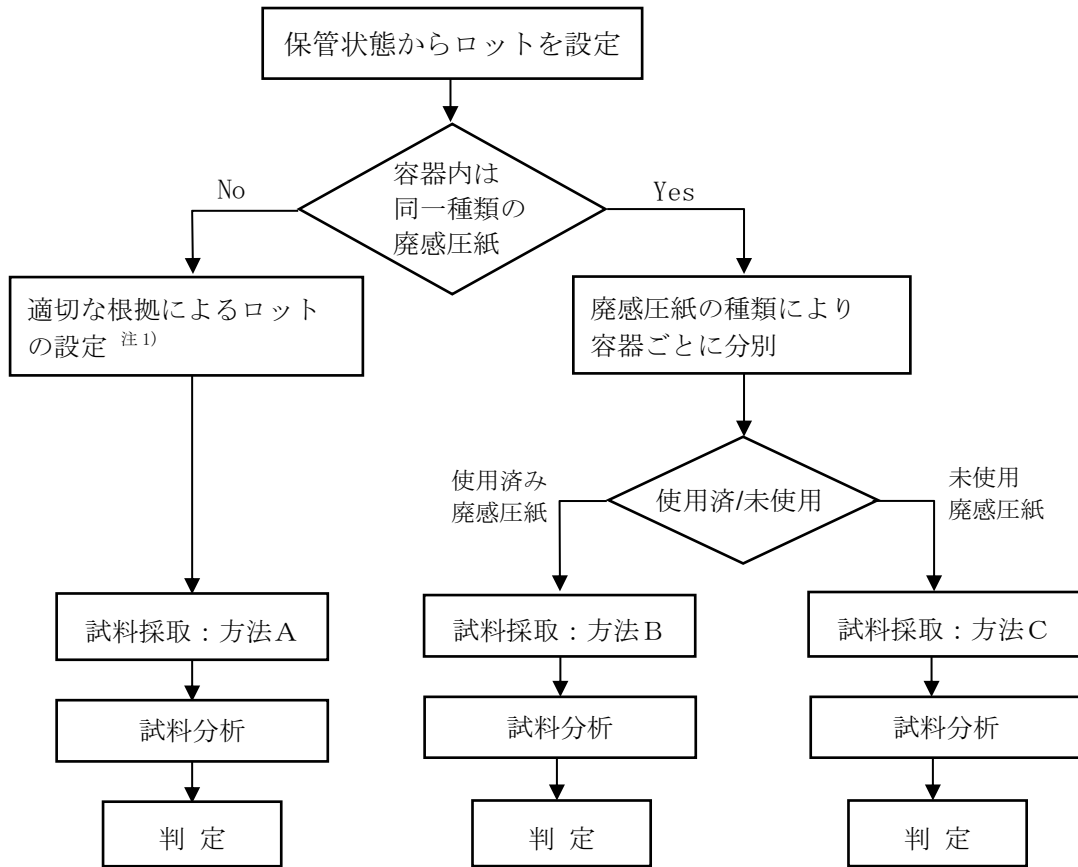 保管状態からロットを設定
容器内は
同一種類の
廃感圧紙
No
Yes
適切な根拠によるロット
の設定 注1)
廃感圧紙の種類により
容器ごとに分別
使用済/未使用
使用済み
廃感圧紙
未使用
廃感圧紙
試料採取：方法A
試料採取：方法B
試料採取：方法C
試料分析
試料分析
試料分析
判 定
判 定
判 定